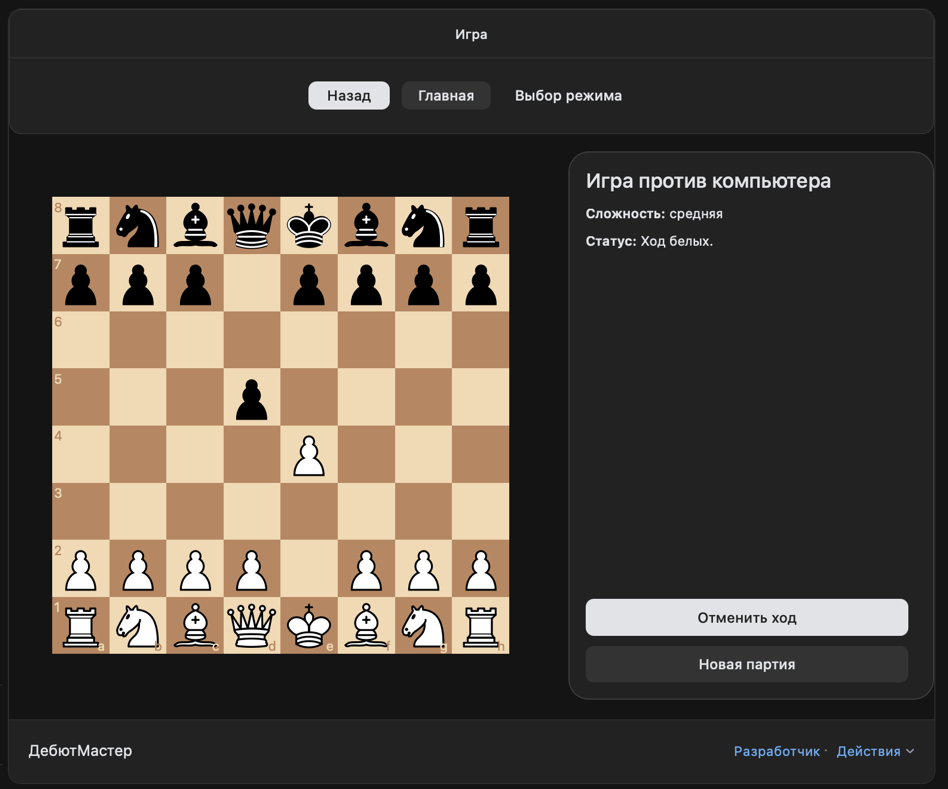 Игра
Назад Главная Выбор режима
Игра против компьютера
Сложность: средняя
Статус: Ход белых.
8
7
6
5
4
3
2
1
a b c d e f g h
Отменить ход
Новая партия
ДебютМастер
Разработчик · Действия